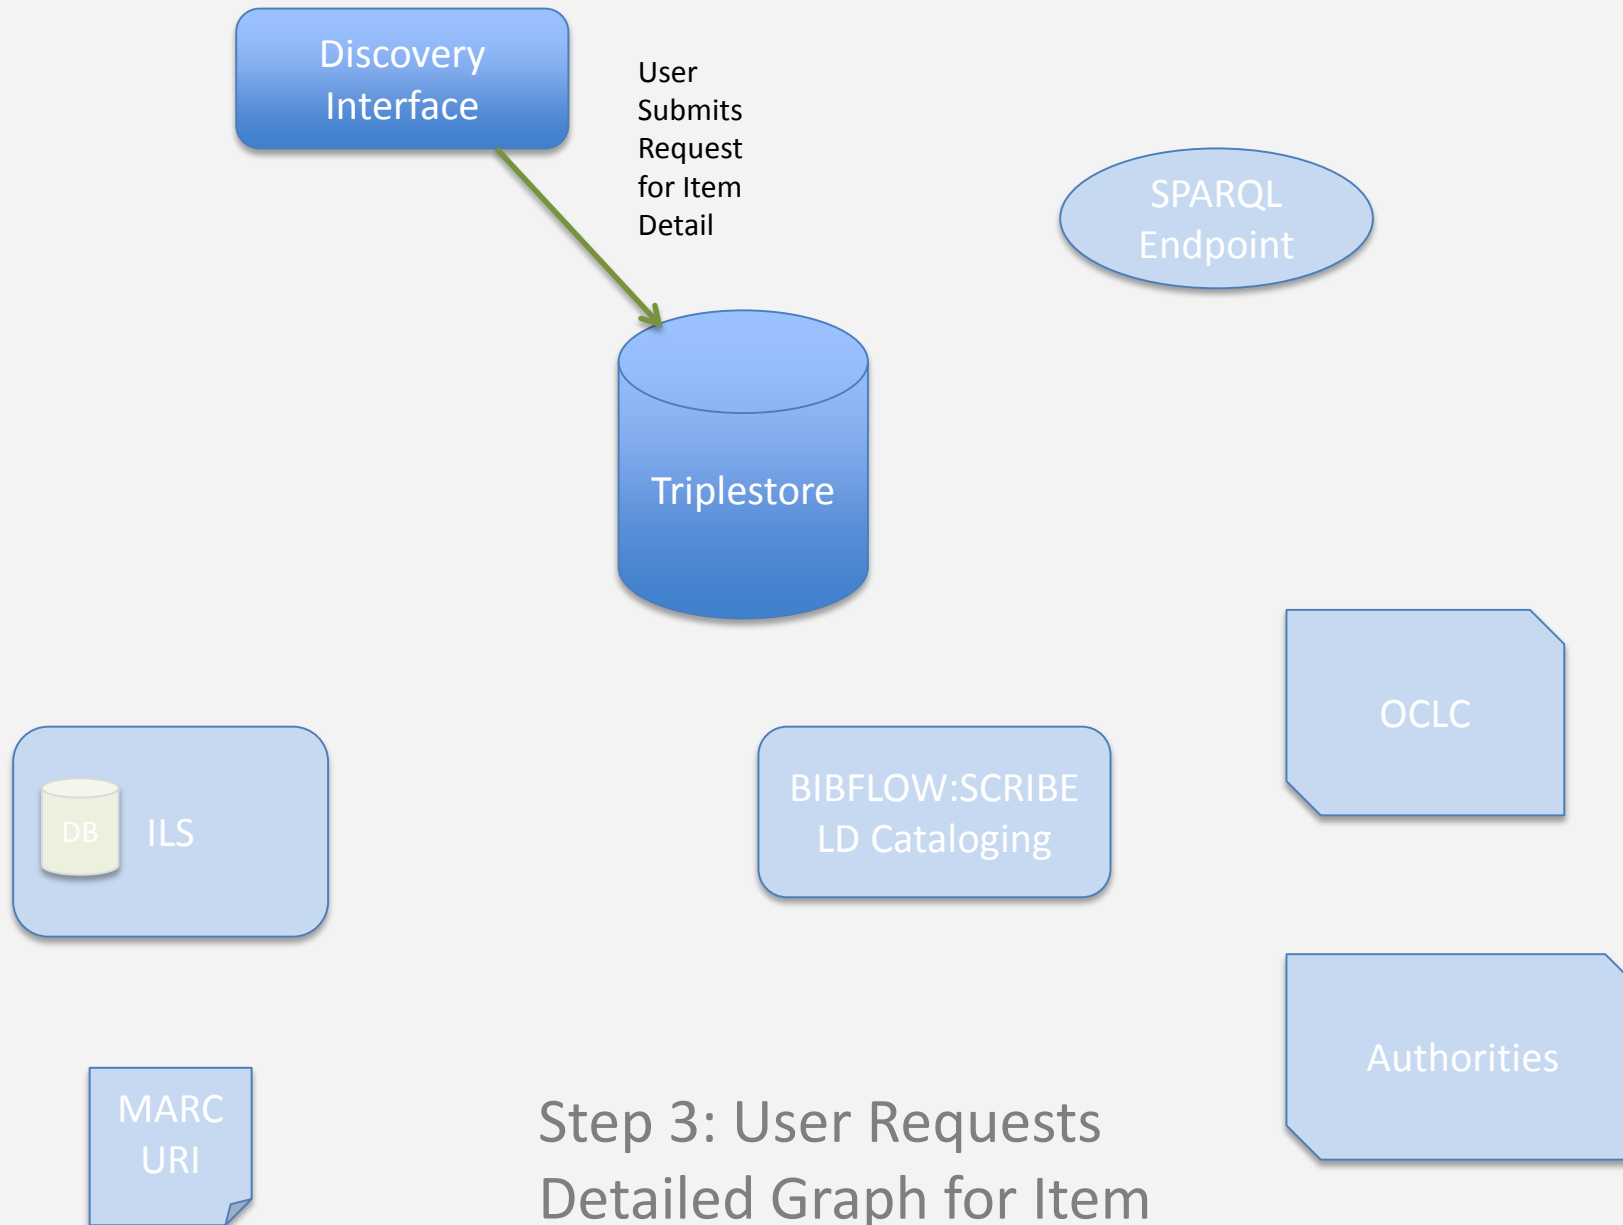 Discovery
Interface
User
Submits
Request
for Item
Detail
SPARQL
Endpoint
Triplestore
OCLC
BIBFLOW:SCRIBE
LD Cataloging
DB
ILS
Authorities
MARC
URI
Step 3: User Requests
Detailed Graph for Item